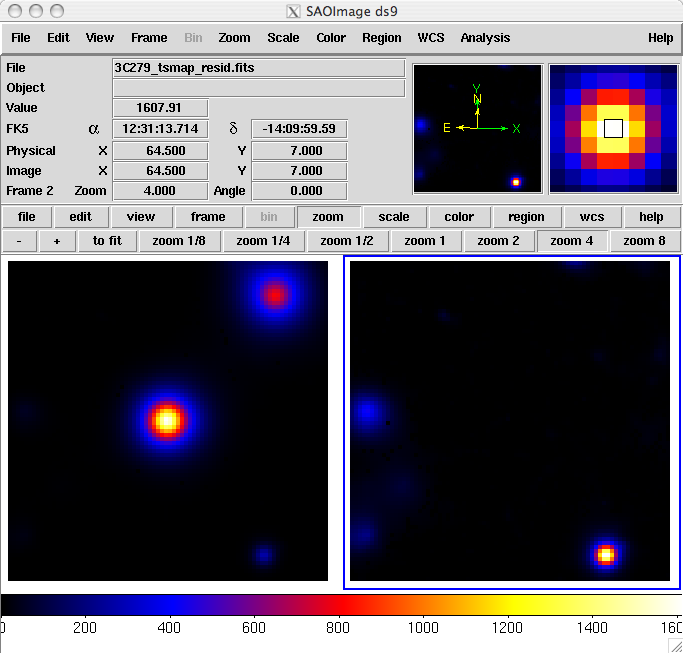 SAOImage ds9
File Edit View Frame Bin Zoom Scale Color Region WCS Analysis Help
File 3C279_tsmap_resid.fits
Object
Value 1607.91
FK5 α 12:31:13.714 δ -14:09:59.59
Physical X 64.500 Y 7.000
Image X 64.500 Y 7.000
Frame 2 Zoom 4.000 Angle 0.000
Y
N
E X
file edit view frame bin zoom scale color region wcs help
- + to fit zoom 1/8 zoom 1/4 zoom 1/2 zoom 1 zoom 2 zoom 4 zoom 8
0 200 400 600 800 1000 1200 1400